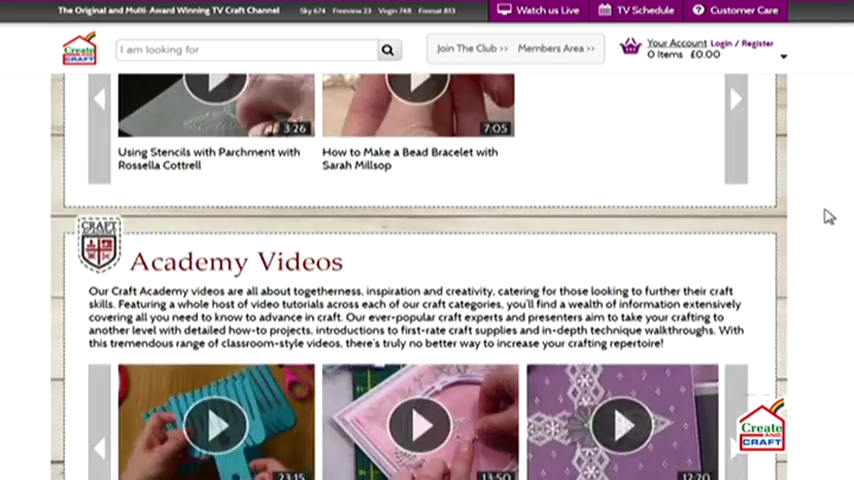 The Original and Multi-Award Winning TV Craft Channel
Sky 674 Freeview 23 Virgin 748 Freesat 813
Watch us Live
TV Schedule
Customer Care
Create
AND
CRAFT
I am looking for
Join The Club >>
Members Area >>
Your Account Login / Register
0 Items £0.00
3:26
7:05
Using Stencils with Parchment with
Rossella Cottrell
How to Make a Bead Bracelet with
Sarah Millsop
CRAFT
Academy Videos
Our Craft Academy videos are all about togetherness, inspiration and creativity, catering for those looking to further their craft
skills. Featuring a whole host of video tutorials across each of our craft categories, you'll find a wealth of information extensively
covering all you need to know to advance in craft. Our ever-popular craft experts and presenters aim to take your crafting to
another level with detailed how-to projects, introductions to first-rate craft supplies and in-depth technique walkthroughs. With
this tremendous range of classroom-style videos, there's truly no better way to increase your crafting repertoire!
23:15
13:50
12:20
Create
AND
CRAFT